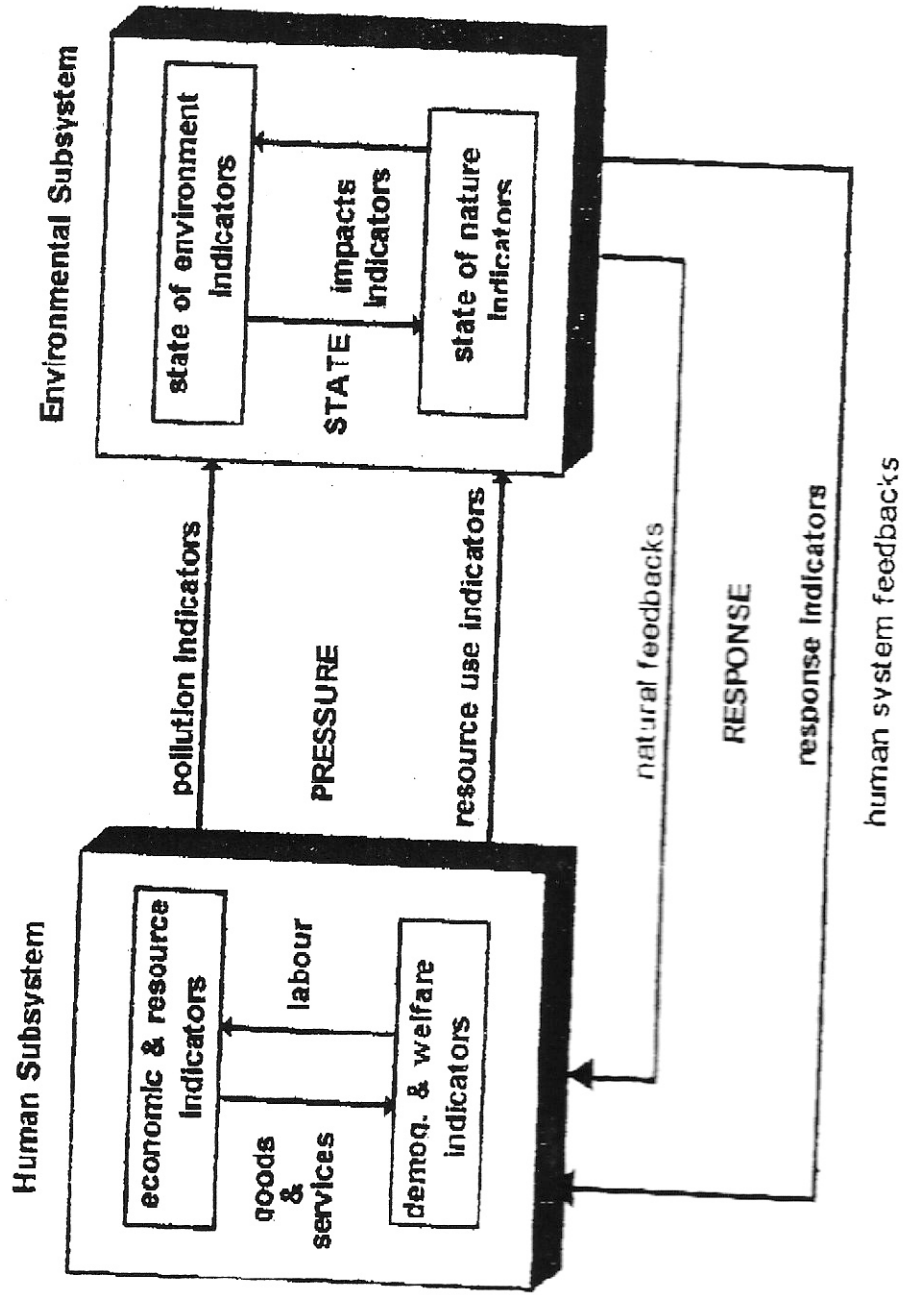 Human Subsystem
economic & resource
indicators
goods
&
services
labour
demog. & welfare
indicators
pollution indicators
PRESSURE
resource use indicators
Environmental Subsystem
state of environment
indicators
STATE
impacts
indicators
state of nature
indicators
natural feedbacks
RESPONSE
response indicators
human system feedbacks